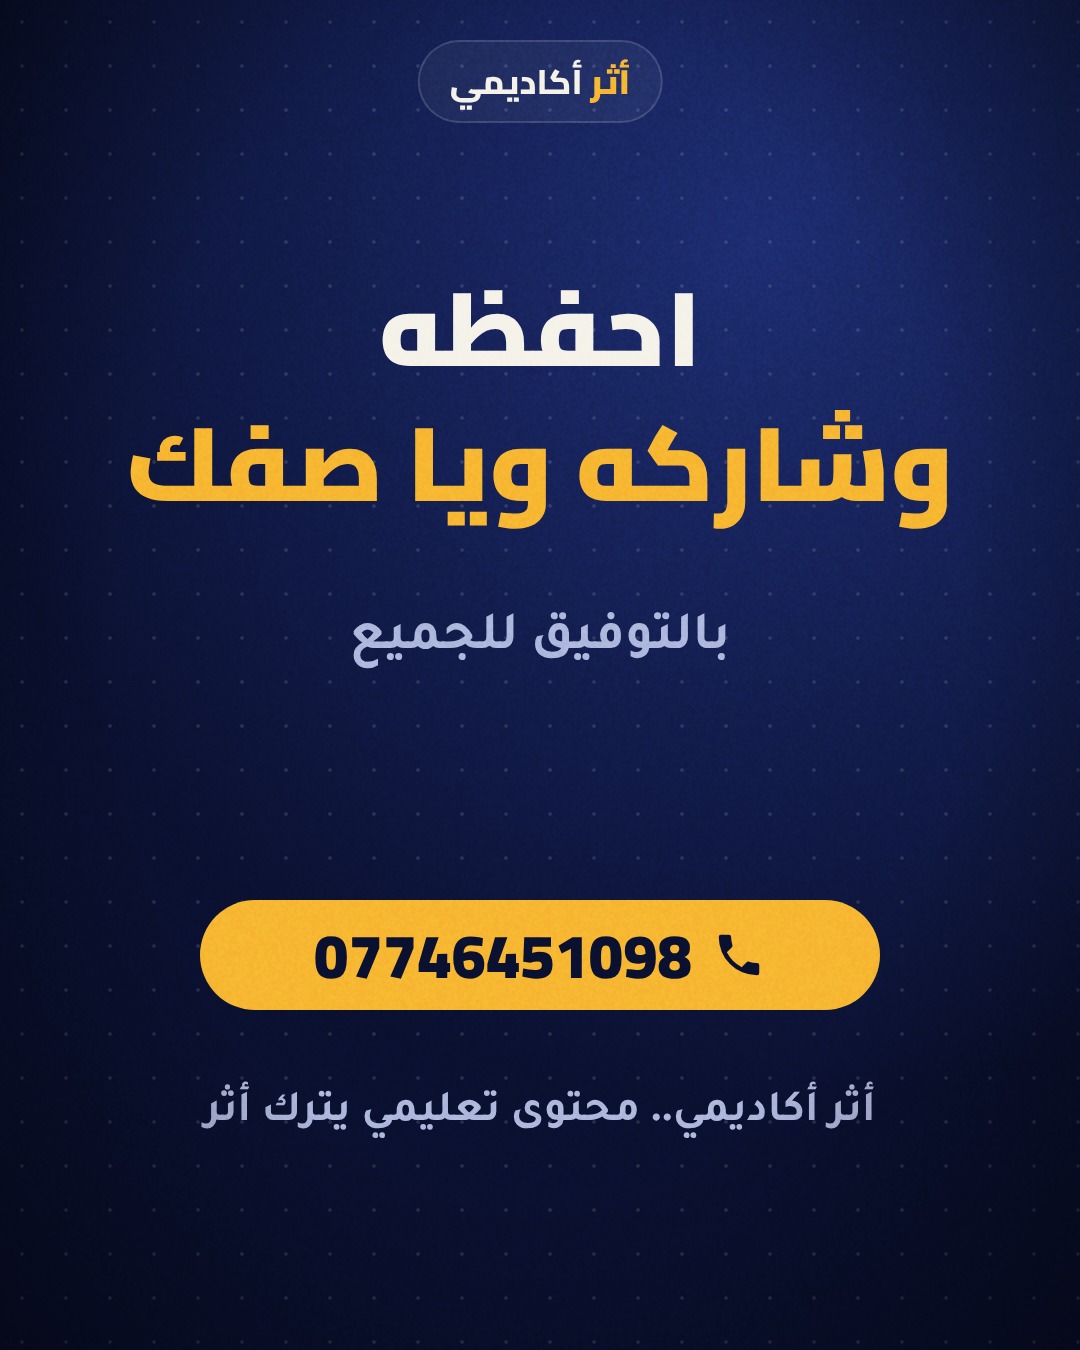 أثر أكاديمي
احفظه
وشاركه ويا صفك
بالتوفيق للجميع
07746451098
أثر أكاديمي.. محتوى تعليمي يترك أثر